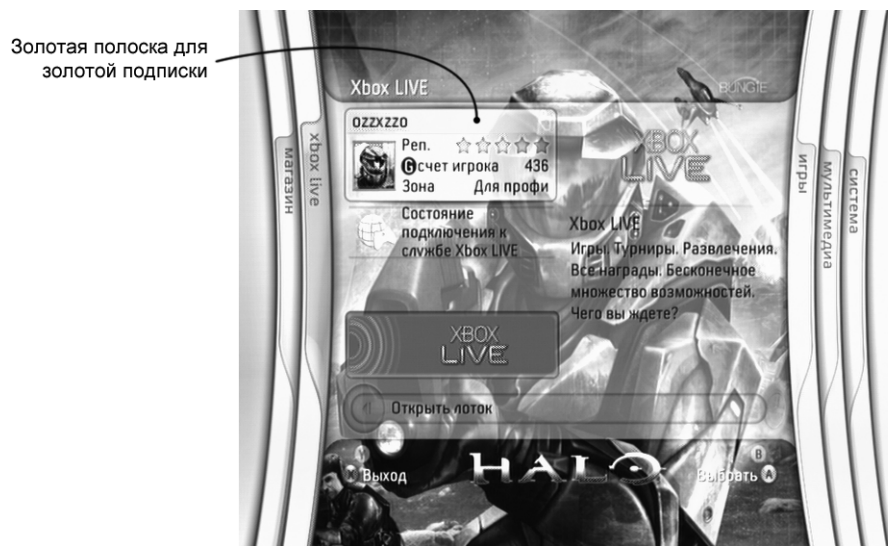 Золотая полоска для
золотой подписки
Xbox LIVE
BUNGIE
ozzxzzo
Реп.
G счет игрока 436
Зона Для профи
XBOX
LIVE
магазин
xbox live
игры
мультимедиа
система
Состояние
подключения к
службе Xbox LIVE
Xbox LIVE
Игры. Турниры. Развлечения.
Все награды. Бесконечное
множество возможностей.
Чего вы ждете?
XBOX
LIVE
Открыть лоток
Y
X Выход
HALO
B
Выбрать A